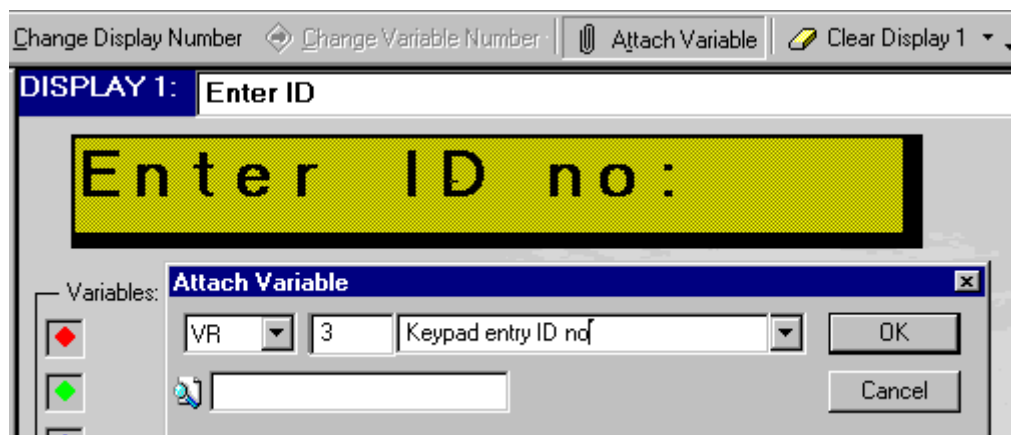 Change Display Number Change Variable Number Attach Variable Clear Display 1
DISPLAY 1: Enter ID
Enter ID no:
Variables:
Attach Variable
VR 3 Keypad entry ID no OK
Cancel